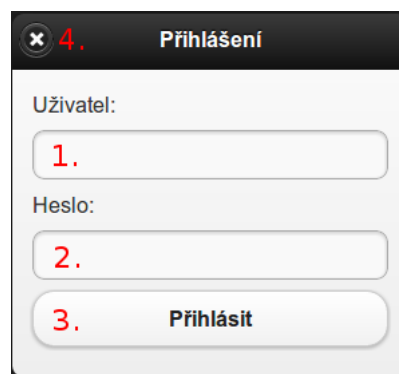 4. Přihlášení
Uživatel:
1.
Heslo:
2.
3. Přihlásit